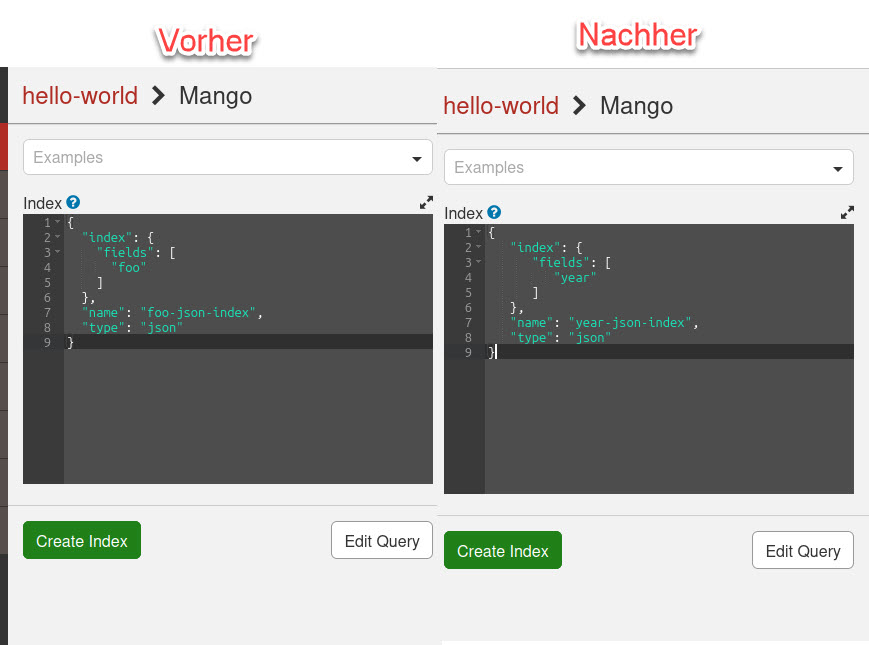 Vorher
hello-world > Mango
Examples
Index ?
1 {
2 "index": {
3 "fields": [
4 "foo"
5 ]
6 },
7 "name": "foo-json-index",
8 "type": "json"
9 }
Create Index
Edit Query
Nachher
hello-world > Mango
Examples
Index ?
1 {
2 "index": {
3 "fields": [
4 "year"
5 ]
6 },
7 "name": "year-json-index",
8 "type": "json"
9 }
Create Index
Edit Query